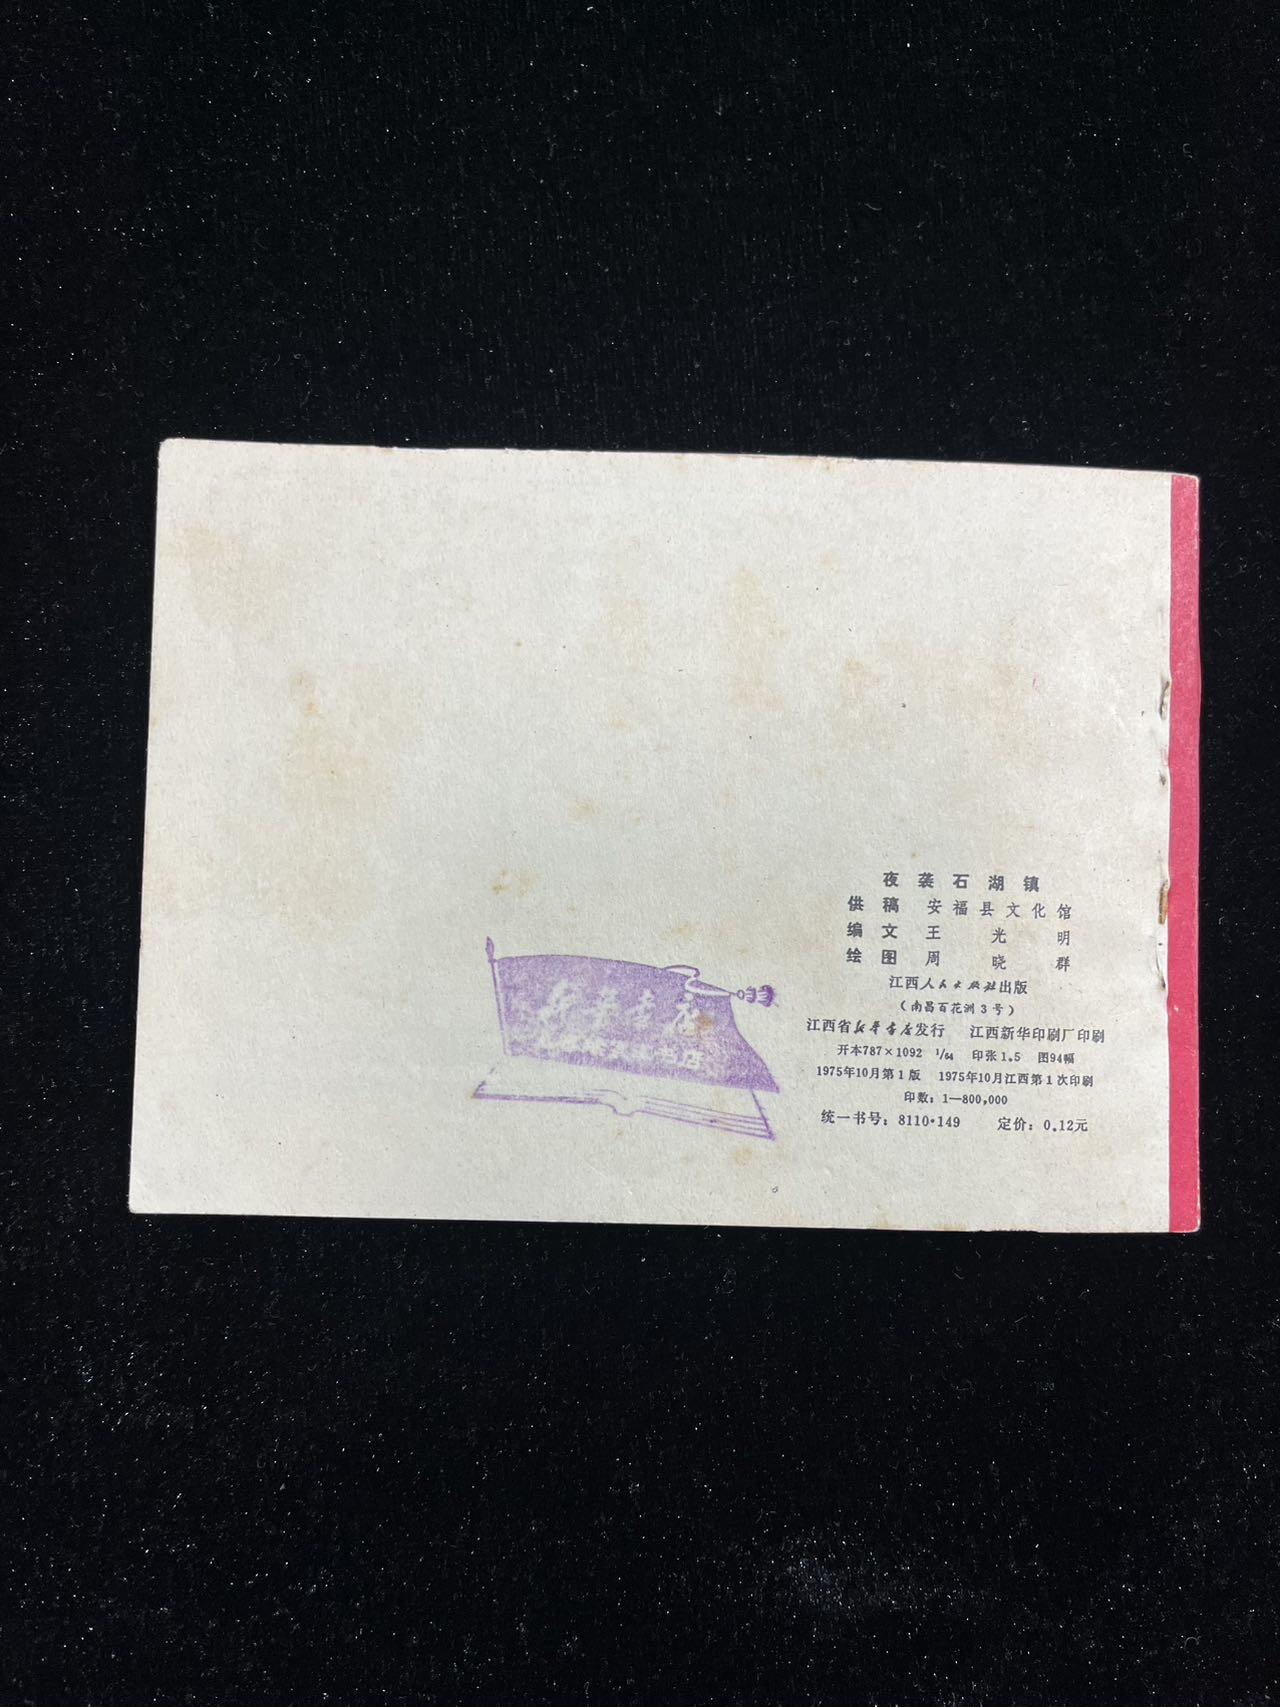 夜袭石湖镇
供稿 安福县文化馆
编文 王光明
绘图 周晓群
江西人民出版社出版
（南昌百花洲3号）
江西省新华书店发行 江西新华印刷厂印刷
开本787×1092 1/64 印张1.5 图94幅
1975年10月第1版 1975年10月江西第1次印刷
印数：1—800,000
统一书号：8110·149 定价：0.12元
新华书店